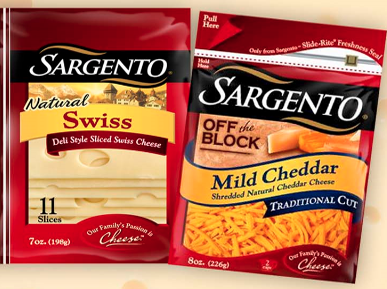 SARGENTO
Natural
Swiss
Deli Style Sliced Swiss Cheese
11
Slices
7oz. (198g)
Our Family's Passion is
Cheese
Pull
Here
Only from Sargento - Slide-Rite® Freshness Seal
Hold
Here
SARGENTO
OFF the
BLOCK
Mild Cheddar
Shredded Natural Cheddar Cheese
TRADITIONAL CUT
8oz. (226g)
2
Our Family's Passion is
Cheese